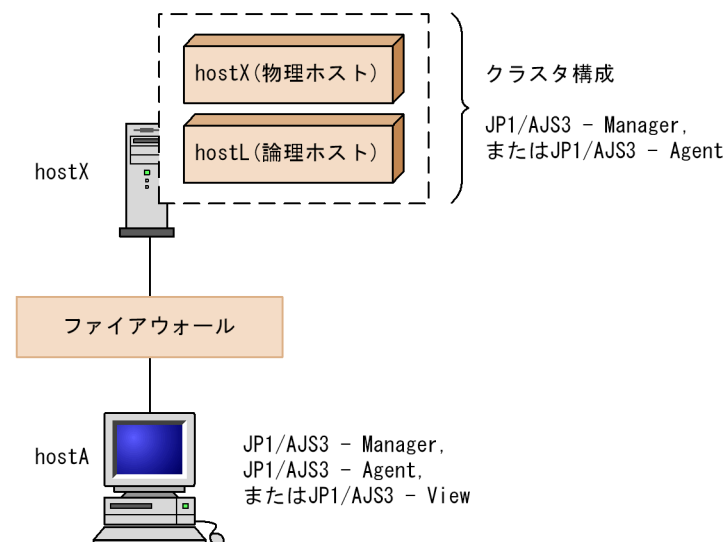 hostX(物理ホスト)
クラスタ構成
hostL(論理ホスト)
JP1/AJS3 - Manager,
またはJP1/AJS3 - Agent
hostX
ファイアウォール
hostA
JP1/AJS3 - Manager,
JP1/AJS3 - Agent,
またはJP1/AJS3 - View